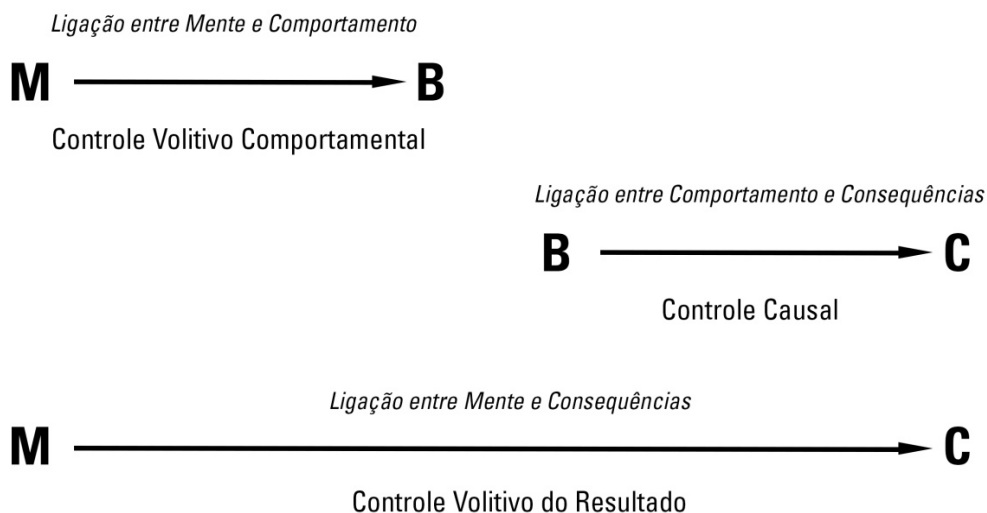 Ligação entre Mente e Comportamento
M B
Controle Volitivo Comportamental
Ligação entre Comportamento e Consequências
B C
Controle Causal
Ligação entre Mente e Consequências
M C
Controle Volitivo do Resultado